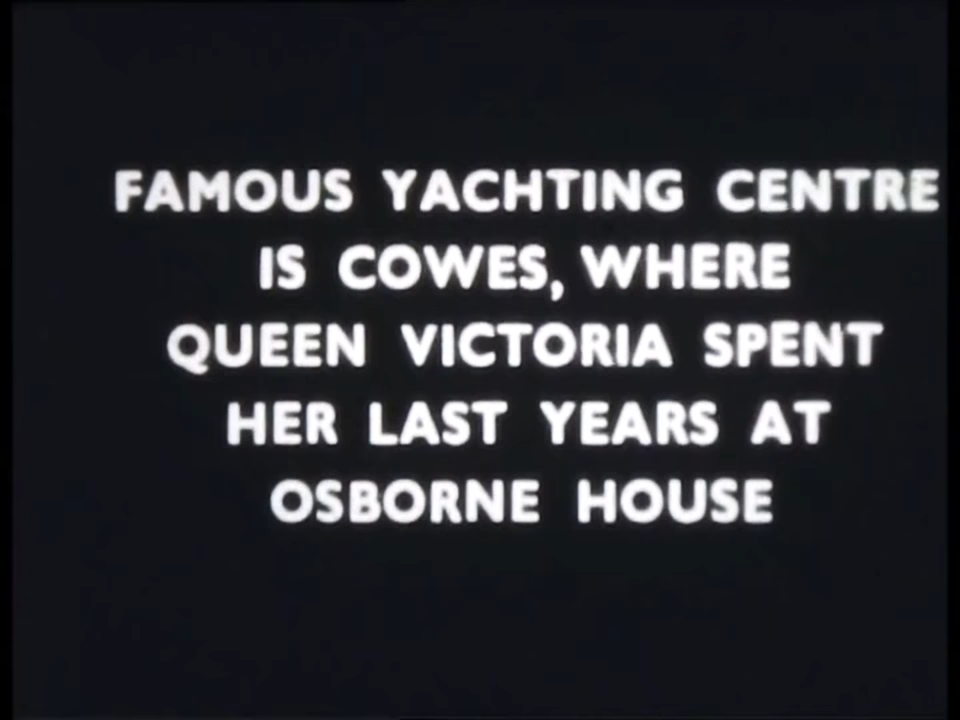 FAMOUS YACHTING CENTRE
IS COWES, WHERE
QUEEN VICTORIA SPENT
HER LAST YEARS AT
OSBORNE HOUSE